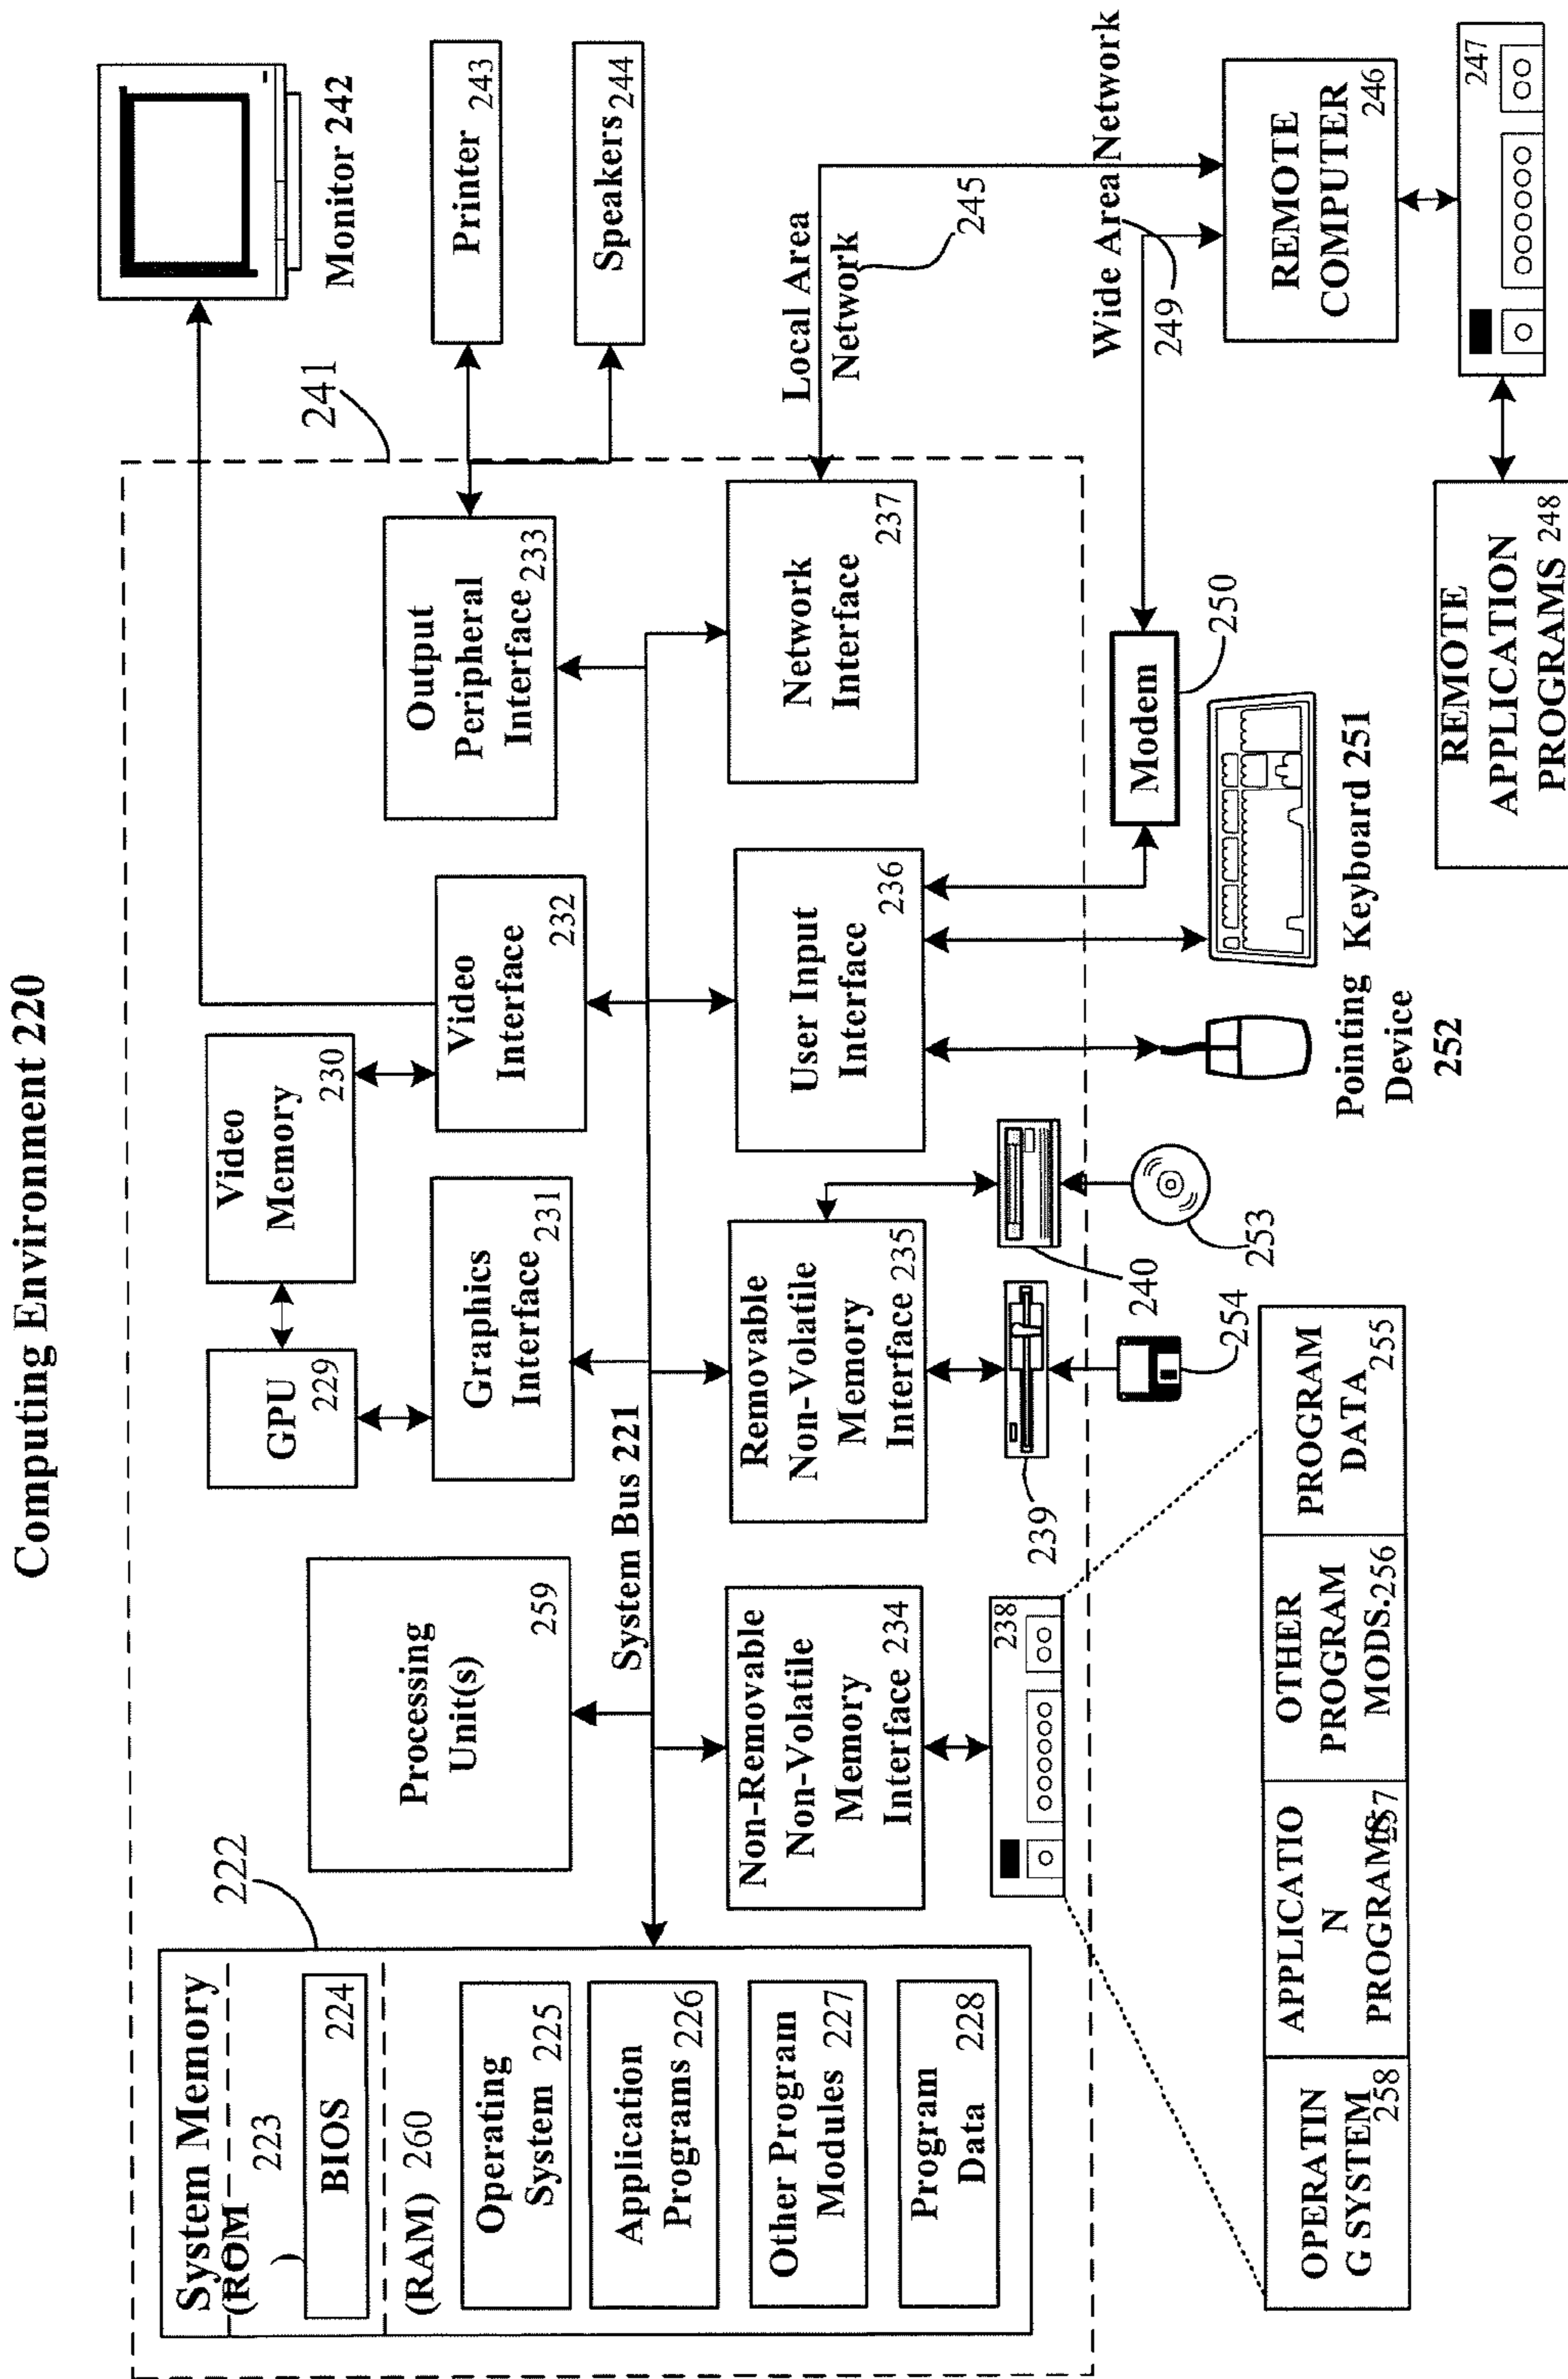 Computing Environment 220
222
System Memory
(ROM
)
223
BIOS
224
(RAM) 260
Operating
System 225
Application
Programs 226
Other Program
Modules 227
Program
Data
228
Processing
Unit(s)
259
System Bus 221
GPU
229
Video
Memory
230
Graphics
Interface
231
Video
Interface
232
Output
Peripheral
Interface 233
241
Monitor 242
Printer
243
Speakers 244
Non-Removable
Non-Volatile
Memory
Interface 234
Removable
Non-Volatile
Memory
Interface 235
User Input
Interface
236
Network
Interface
237
Local Area
Network
245
238
239
240
254
253
Pointing
Device
252
Keyboard 251
Modem
250
Wide Area Network
249
REMOTE
COMPUTER
246
247
REMOTE
APPLICATION
PROGRAMS 248
OPERATIN
G SYSTEM
258
APPLICATIO
N
PROGRAMS
257
OTHER
PROGRAM
MODS.256
PROGRAM
DATA
255